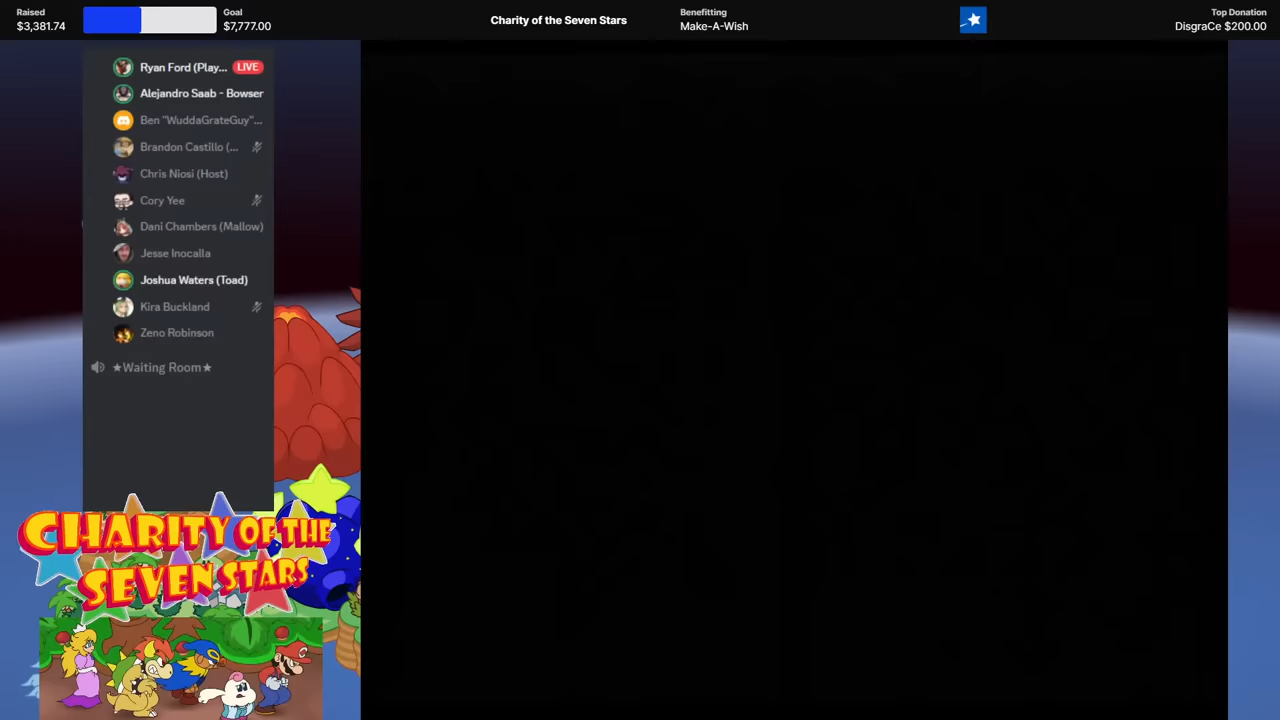 Raised
$3,381.74
Goal
$7,777.00
Charity of the Seven Stars
Benefitting
Make-A-Wish
Top Donation
DisgraCe $200.00
Ryan Ford (Play... LIVE
Alejandro Saab - Bowser
Ben "WuddaGrateGuy"...
Brandon Castillo (...
Chris Niosi (Host)
Cory Yee
Dani Chambers (Mallow)
Jesse Inocalla
Joshua Waters (Toad)
Kira Buckland
Zeno Robinson
★Waiting Room★
CHARITY OF THE
SEVEN STARS